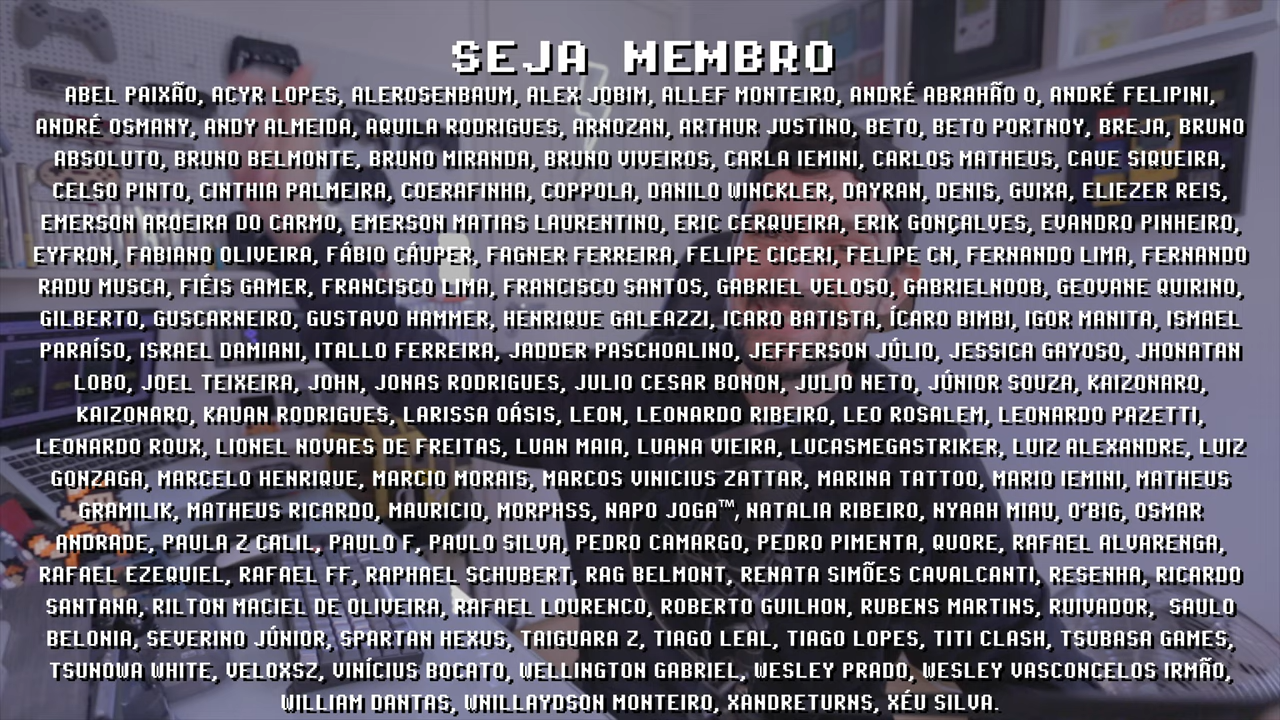 SEJA MEMBRO
ABEL PAIXÃO, ACYR LOPES, ALEROSENBAUM, ALEX JOBIM, ALLEF MONTEIRO, ANDRÉ ABRAHÃO O, ANDRÉ FELIPINI,
ANDRÉ OSMANY, ANDY ALMEIDA, AQUILA RODRIGUES, ARNOZAN, ARTHUR JUSTINO, BETO, BETO PORTNOY, BREJA, BRUNO
ABSOLUTO, BRUNO BELMONTE, BRUNO MIRANDA, BRUNO VIVEIROS, CARLA IEMINI, CARLOS MATHEUS, CAUE SIQUEIRA,
CELSO PINTO, CINTHIA PALMEIRA, COERAFINHA, COPPOLA, DANILO WINCKLER, DAYRAN, DENIS, GUIXA, ELIEZER REIS,
EMERSON AROEIRA DO CARMO, EMERSON MATIAS LAURENTINO, ERIC CERQUEIRA, ERIK GONÇALVES, EVANDRO PINHEIRO,
EYFRON, FABIANO OLIVEIRA, FÁBIO CÁUPER, FAGNER FERREIRA, FELIPE CICERI, FELIPE CN, FERNANDO LIMA, FERNANDO
RADU MUSCA, FIÉIS GAMER, FRANCISCO LIMA, FRANCISCO SANTOS, GABRIEL VELOSO, GABRIELNOOB, GEOVANE QUIRINO,
GILBERTO, GUSCARNEIRO, GUSTAVO HAMMER, HENRIQUE GALEAZZI, ICARO BATISTA, ÍCARO BIMBI, IGOR MANITA, ISMAEL
PARAÍSO, ISRAEL DAMIANI, ITALLO FERREIRA, JADDER PASCHOALINO, JEFFERSON JÚLIO, JESSICA GAYOSO, JHONATAN
LOBO, JOEL TEIXEIRA, JOHN, JONAS RODRIGUES, JULIO CESAR BONON, JULIO NETO, JÚNIOR SOUZA, KAIZONARO,
KAIZONARO, KAUAN RODRIGUES, LARISSA OÁSIS, LEON, LEONARDO RIBEIRO, LEO ROSALEM, LEONARDO PAZETTI,
LEONARDO ROUX, LIONEL NOVAES DE FREITAS, LUAN MAIA, LUANA VIEIRA, LUCASMEGASTRIKER, LUIZ ALEXANDRE, LUIZ
GONZAGA, MARCELO HENRIQUE, MARCIO MORAIS, MARCOS VINICIUS ZATTAR, MARINA TATTOO, MARIO IEMINI, MATHEUS
GRAMILIK, MATHEUS RICARDO, MAURICIO, MORPHSS, NAPO JOGA™, NATALIA RIBEIRO, NYAAH MIAU, O'BIG, OSMAR
ANDRADE, PAULA Z CALIL, PAULO F, PAULO SILVA, PEDRO CAMARGO, PEDRO PIMENTA, QUORE, RAFAEL ALVARENGA,
RAFAEL EZEQUIEL, RAFAEL FF, RAPHAEL SCHUBERT, RAG BELMONT, RENATA SIMÕES CAVALCANTI, RESENHA, RICARDO
SANTANA, RILTON MACIEL DE OLIVEIRA, RAFAEL LOURENCO, ROBERTO GUILHON, RUBENS MARTINS, RUIVADOR, SAULO
BELONIA, SEVERINO JÚNIOR, SPARTAN HEXUS, TAIGUARA Z, TIAGO LEAL, TIAGO LOPES, TITI CLASH, TSUBASA GAMES,
TSUNOWA WHITE, VELOXSZ, VINÍCIUS BOCATO, WELLINGTON GABRIEL, WESLEY PRADO, WESLEY VASCONCELOS IRMÃO,
WILLIAM DANTAS, WNILLAYDSON MONTEIRO, XANDRETURNS, XÉU SILVA.